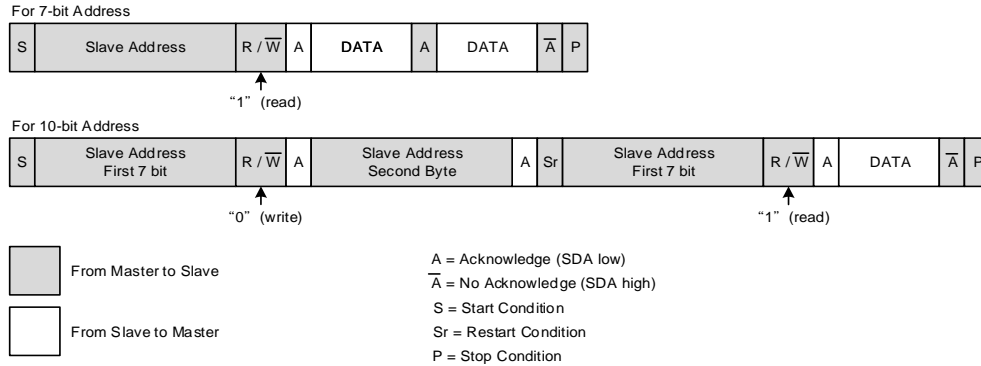 For 7-bit Address
S Slave Address R / W̅ A DATA A DATA A̅ P
“1” (read)
For 10-bit Address
S Slave Address First 7 bit R / W̅ A Slave Address Second Byte A Sr Slave Address First 7 bit R / W̅ A DATA A̅ P
“0” (write) “1” (read)
From Master to Slave
From Slave to Master
A = Acknowledge (SDA low)
A̅ = No Acknowledge (SDA high)
S = Start Condition
Sr = Restart Condition
P = Stop Condition